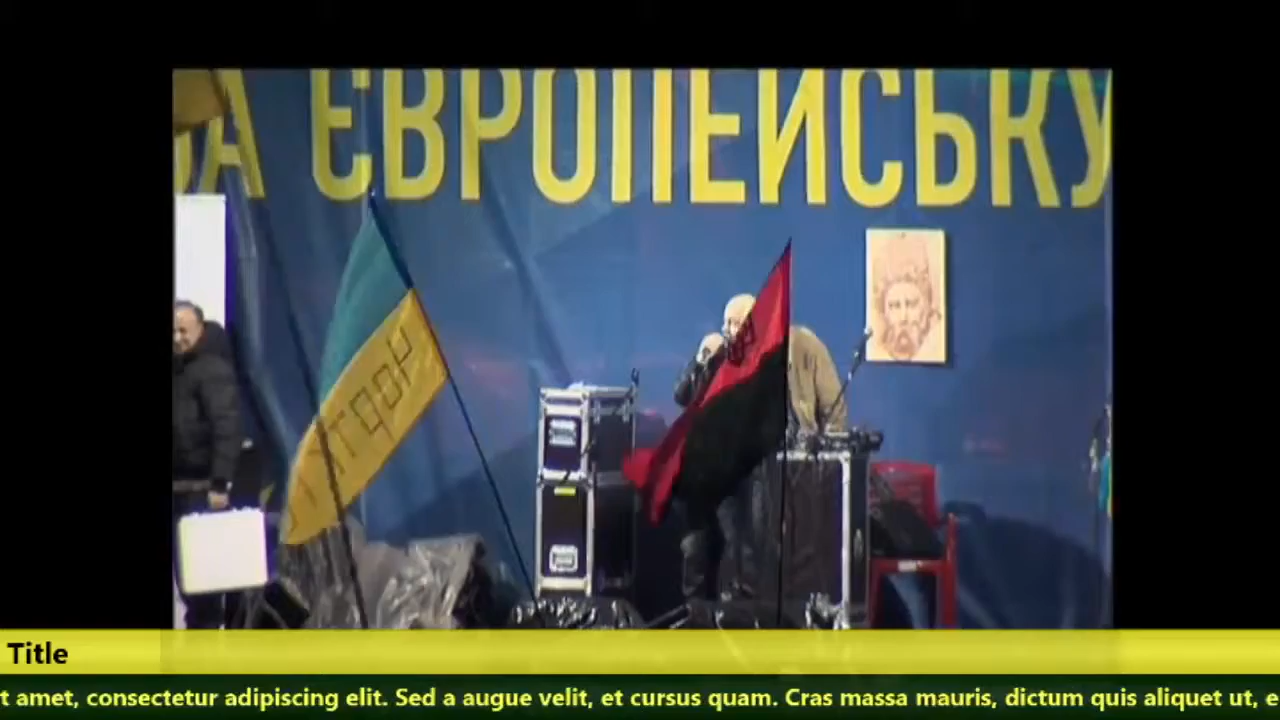 ЗА ЄВРОПЕЙСЬКУ
Title
t amet, consectetur adipiscing elit. Sed a augue velit, et cursus quam. Cras massa mauris, dictum quis aliquet ut, e